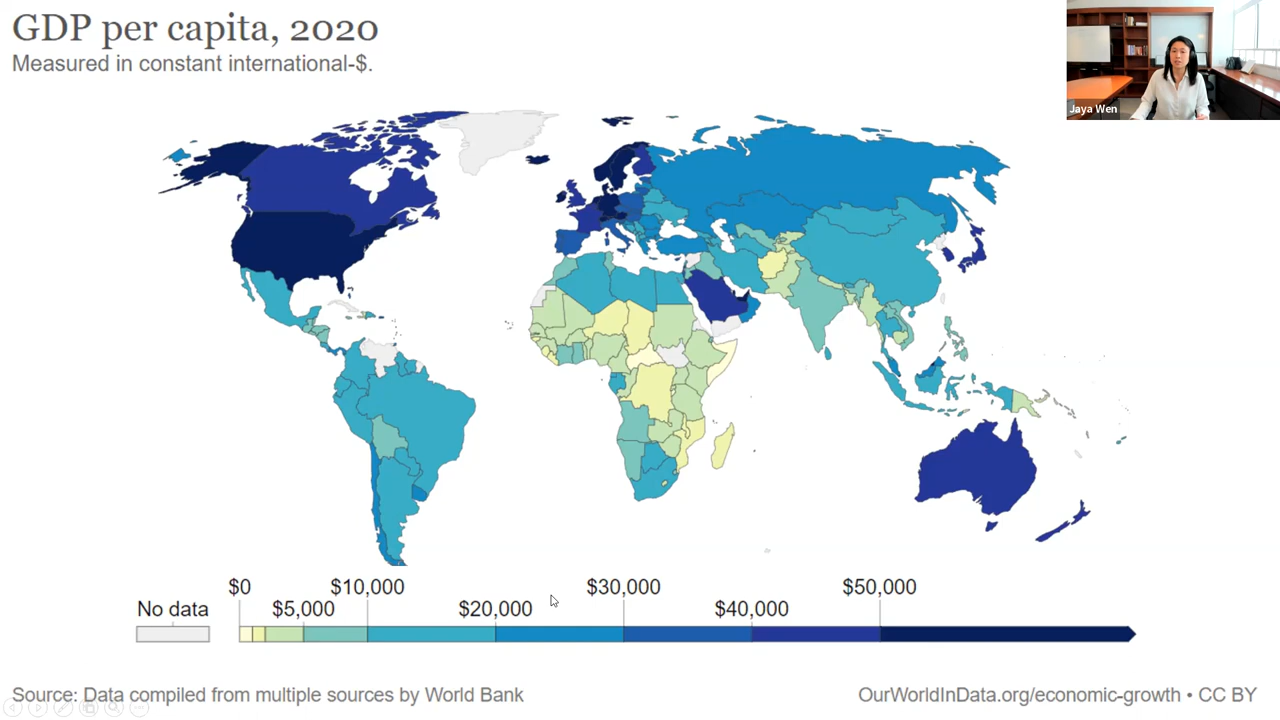 GDP per capita, 2020
Measured in constant international-$.
Jaya Wen
No data
$0
$5,000
$10,000
$20,000
$30,000
$40,000
$50,000
Source: Data compiled from multiple sources by World Bank
OurWorldInData.org/economic-growth • CC BY